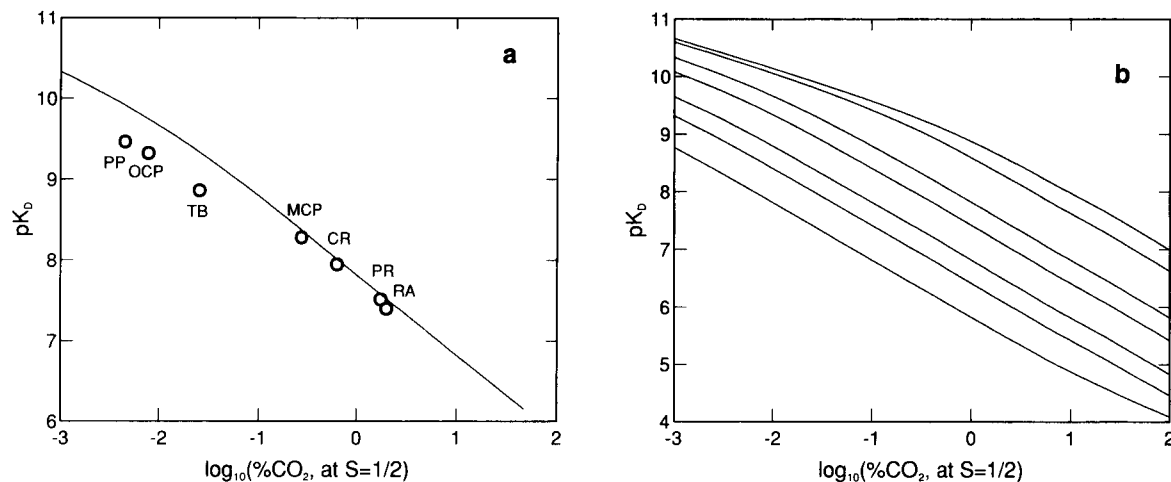 a
11
10
9
8
7
6
pK_D
PP
OCP
TB
MCP
CR
PR
RA
-3
-2
-1
0
1
2
log₁₀(%CO₂, at S=1/2)
b
11
10
9
8
7
6
5
4
pK_D
-3
-2
-1
0
1
2
log₁₀(%CO₂, at S=1/2)